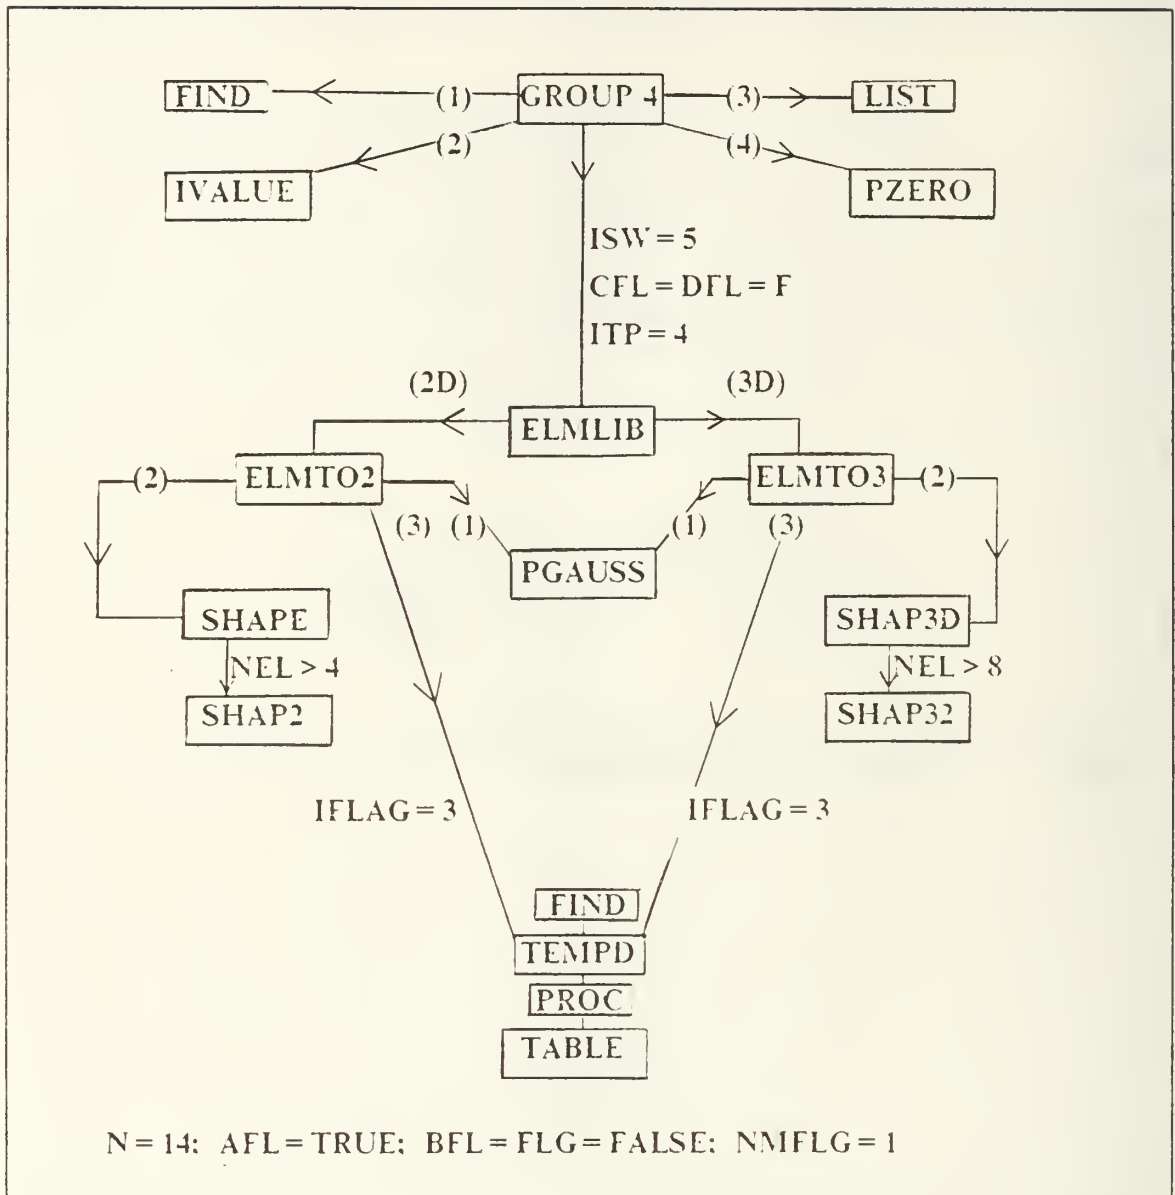 FIND (1) GROUP 4 (3) LIST
(2) (4)
IVALUE PZERO
ISW = 5
CFL = DFL = F
ITP = 4
(2D) (3D)
ELMLIB
(2) ELMTO2 ELMTO3 (2)
(3) (1) (1) (3)
PGAUSS
SHAPE SHAP3D
NEL > 4 NEL > 8
SHAP2 SHAP32
IFLAG = 3 IFLAG = 3
FIND
TEMPD
PROC
TABLE
N = 14; AFL = TRUE; BFL = FLG = FALSE; NMFLG = 1